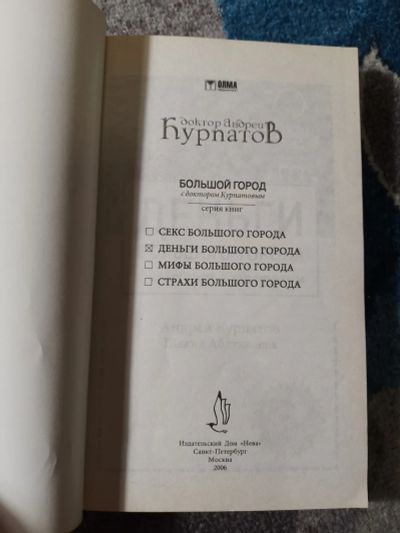 ОЛМА
доктор Андрей
Курпатов
БОЛЬШОЙ ГОРОД
с доктором Курпатовым
серия книг
СЕКС БОЛЬШОГО ГОРОДА
ДЕНЬГИ БОЛЬШОГО ГОРОДА
МИФЫ БОЛЬШОГО ГОРОДА
СТРАХИ БОЛЬШОГО ГОРОДА
Издательский Дом «Нева»
Санкт-Петербург
Москва
2006